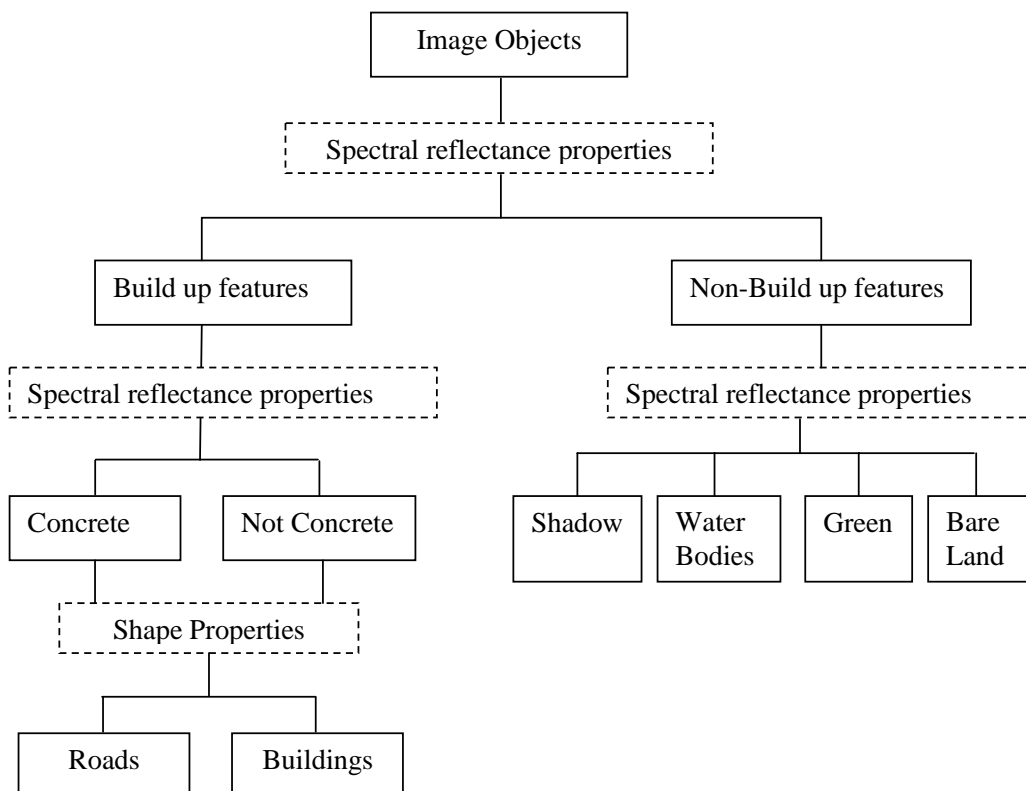 Image Objects
Spectral reflectance properties
Build up features
Non-Build up features
Spectral reflectance properties
Spectral reflectance properties
Concrete
Not Concrete
Shadow
Water
Bodies
Green
Bare
Land
Shape Properties
Roads
Buildings